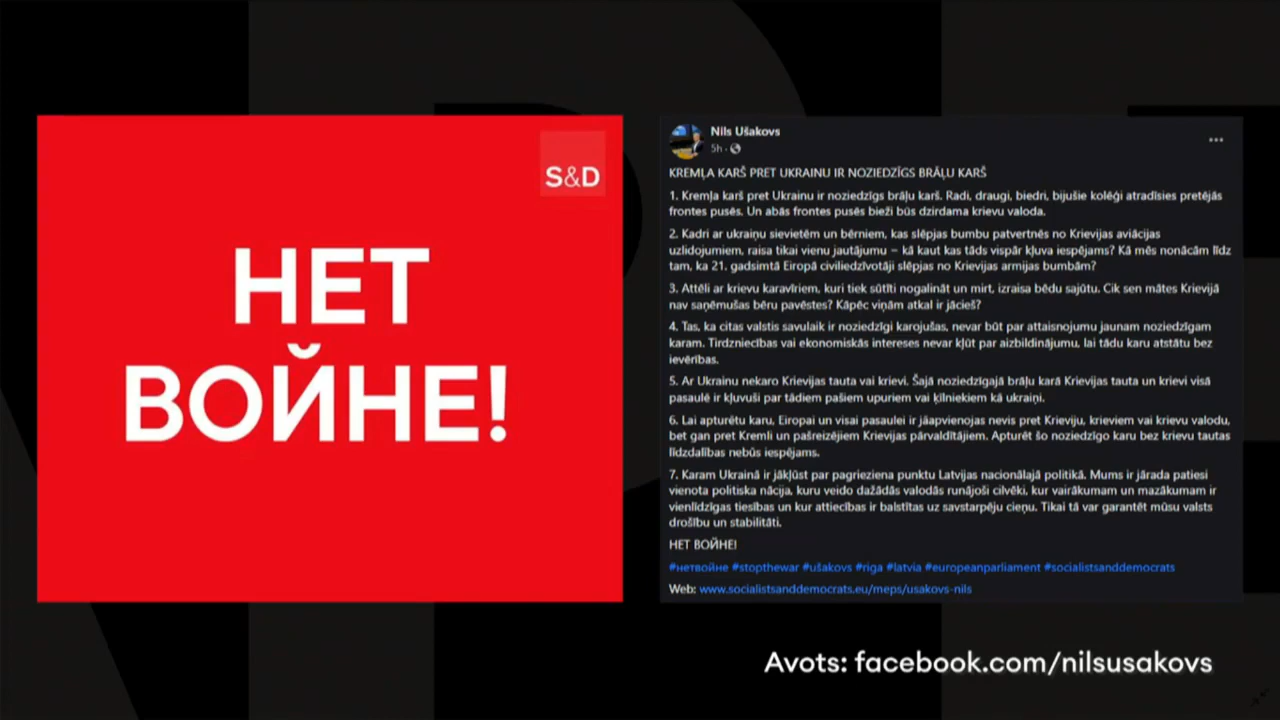 S&D
НЕТ
ВОЙНЕ!
Nils Ušakovs
5h ·
KREMĻA KARŠ PRET UKRAINU IR NOZIEDZĪGS BRĀĻU KARŠ
1. Kremļa karš pret Ukrainu ir noziedzīgs brāļu karš. Radi, draugi, biedri, bijušie kolēģi atradīsies pretējās
frontes pusēs. Un abās frontes pusēs bieži būs dzirdama krievu valoda.
2. Kadri ar ukraiņu sievietēm un bērniem, kas slēpjas bumbu patvertnēs no Krievijas aviācijas
uzlidojumiem, raisa tikai vienu jautājumu – kā kaut kas tāds vispār kļuva iespējams? Kā mēs nonācām līdz
tam, ka 21. gadsimtā Eiropā civiliedzīvotāji slēpjas no Krievijas armijas bumbām?
3. Attēli ar krievu karavīriem, kuri tiek sūtīti nogalināt un mirt, izraisa bēdu sajūtu. Cik sen mātes Krievijā
nav saņēmušas bēru pavēstes? Kāpēc viņām atkal ir jācieš?
4. Tas, ka citas valstis savulaik ir noziedzīgi karojušas, nevar būt par attaisnojumu jaunam noziedzīgam
karam. Tirdzniecības vai ekonomiskās intereses nevar kļūt par aizbildinājumu, lai tādu karu atstātu bez
ievērības.
5. Ar Ukrainu nekaro Krievijas tauta vai krievi. Šajā noziedzīgajā brāļu karā Krievijas tauta un krievi visā
pasaulē ir kļuvuši par tādiem pašiem upuriem vai ķīlniekiem kā ukraiņi.
6. Lai apturētu karu, Eiropai un visai pasaulei ir jāapvienojas nevis pret Krieviju, krieviem vai krievu valodu,
bet gan pret Kremli un pašreizējiem Krievijas pārvaldītājiem. Apturēt šo noziedzīgo karu bez krievu tautas
līdzdalības nebūs iespējams.
7. Karam Ukrainā ir jākļūst par pagrieziena punktu Latvijas nacionālajā politikā. Mums ir jārada patiesi
vienota politiska nācija, kuru veido dažādās valodās runājoši cilvēki, kur vairākumam un mazākumam ir
vienlīdzīgas tiesības un kur attiecības ir balstītas uz savstarpēju cieņu. Tikai tā var garantēt mūsu valsts
drošību un stabilitāti.
НЕТ ВОЙНЕ!
#нетвойне #stopthewar #ušakovs #riga #latvia #europeanparliament #socialistsanddemocrats
Web: www.socialistsanddemocrats.eu/meps/usakovs-nils
Avots: facebook.com/nilsusakovs